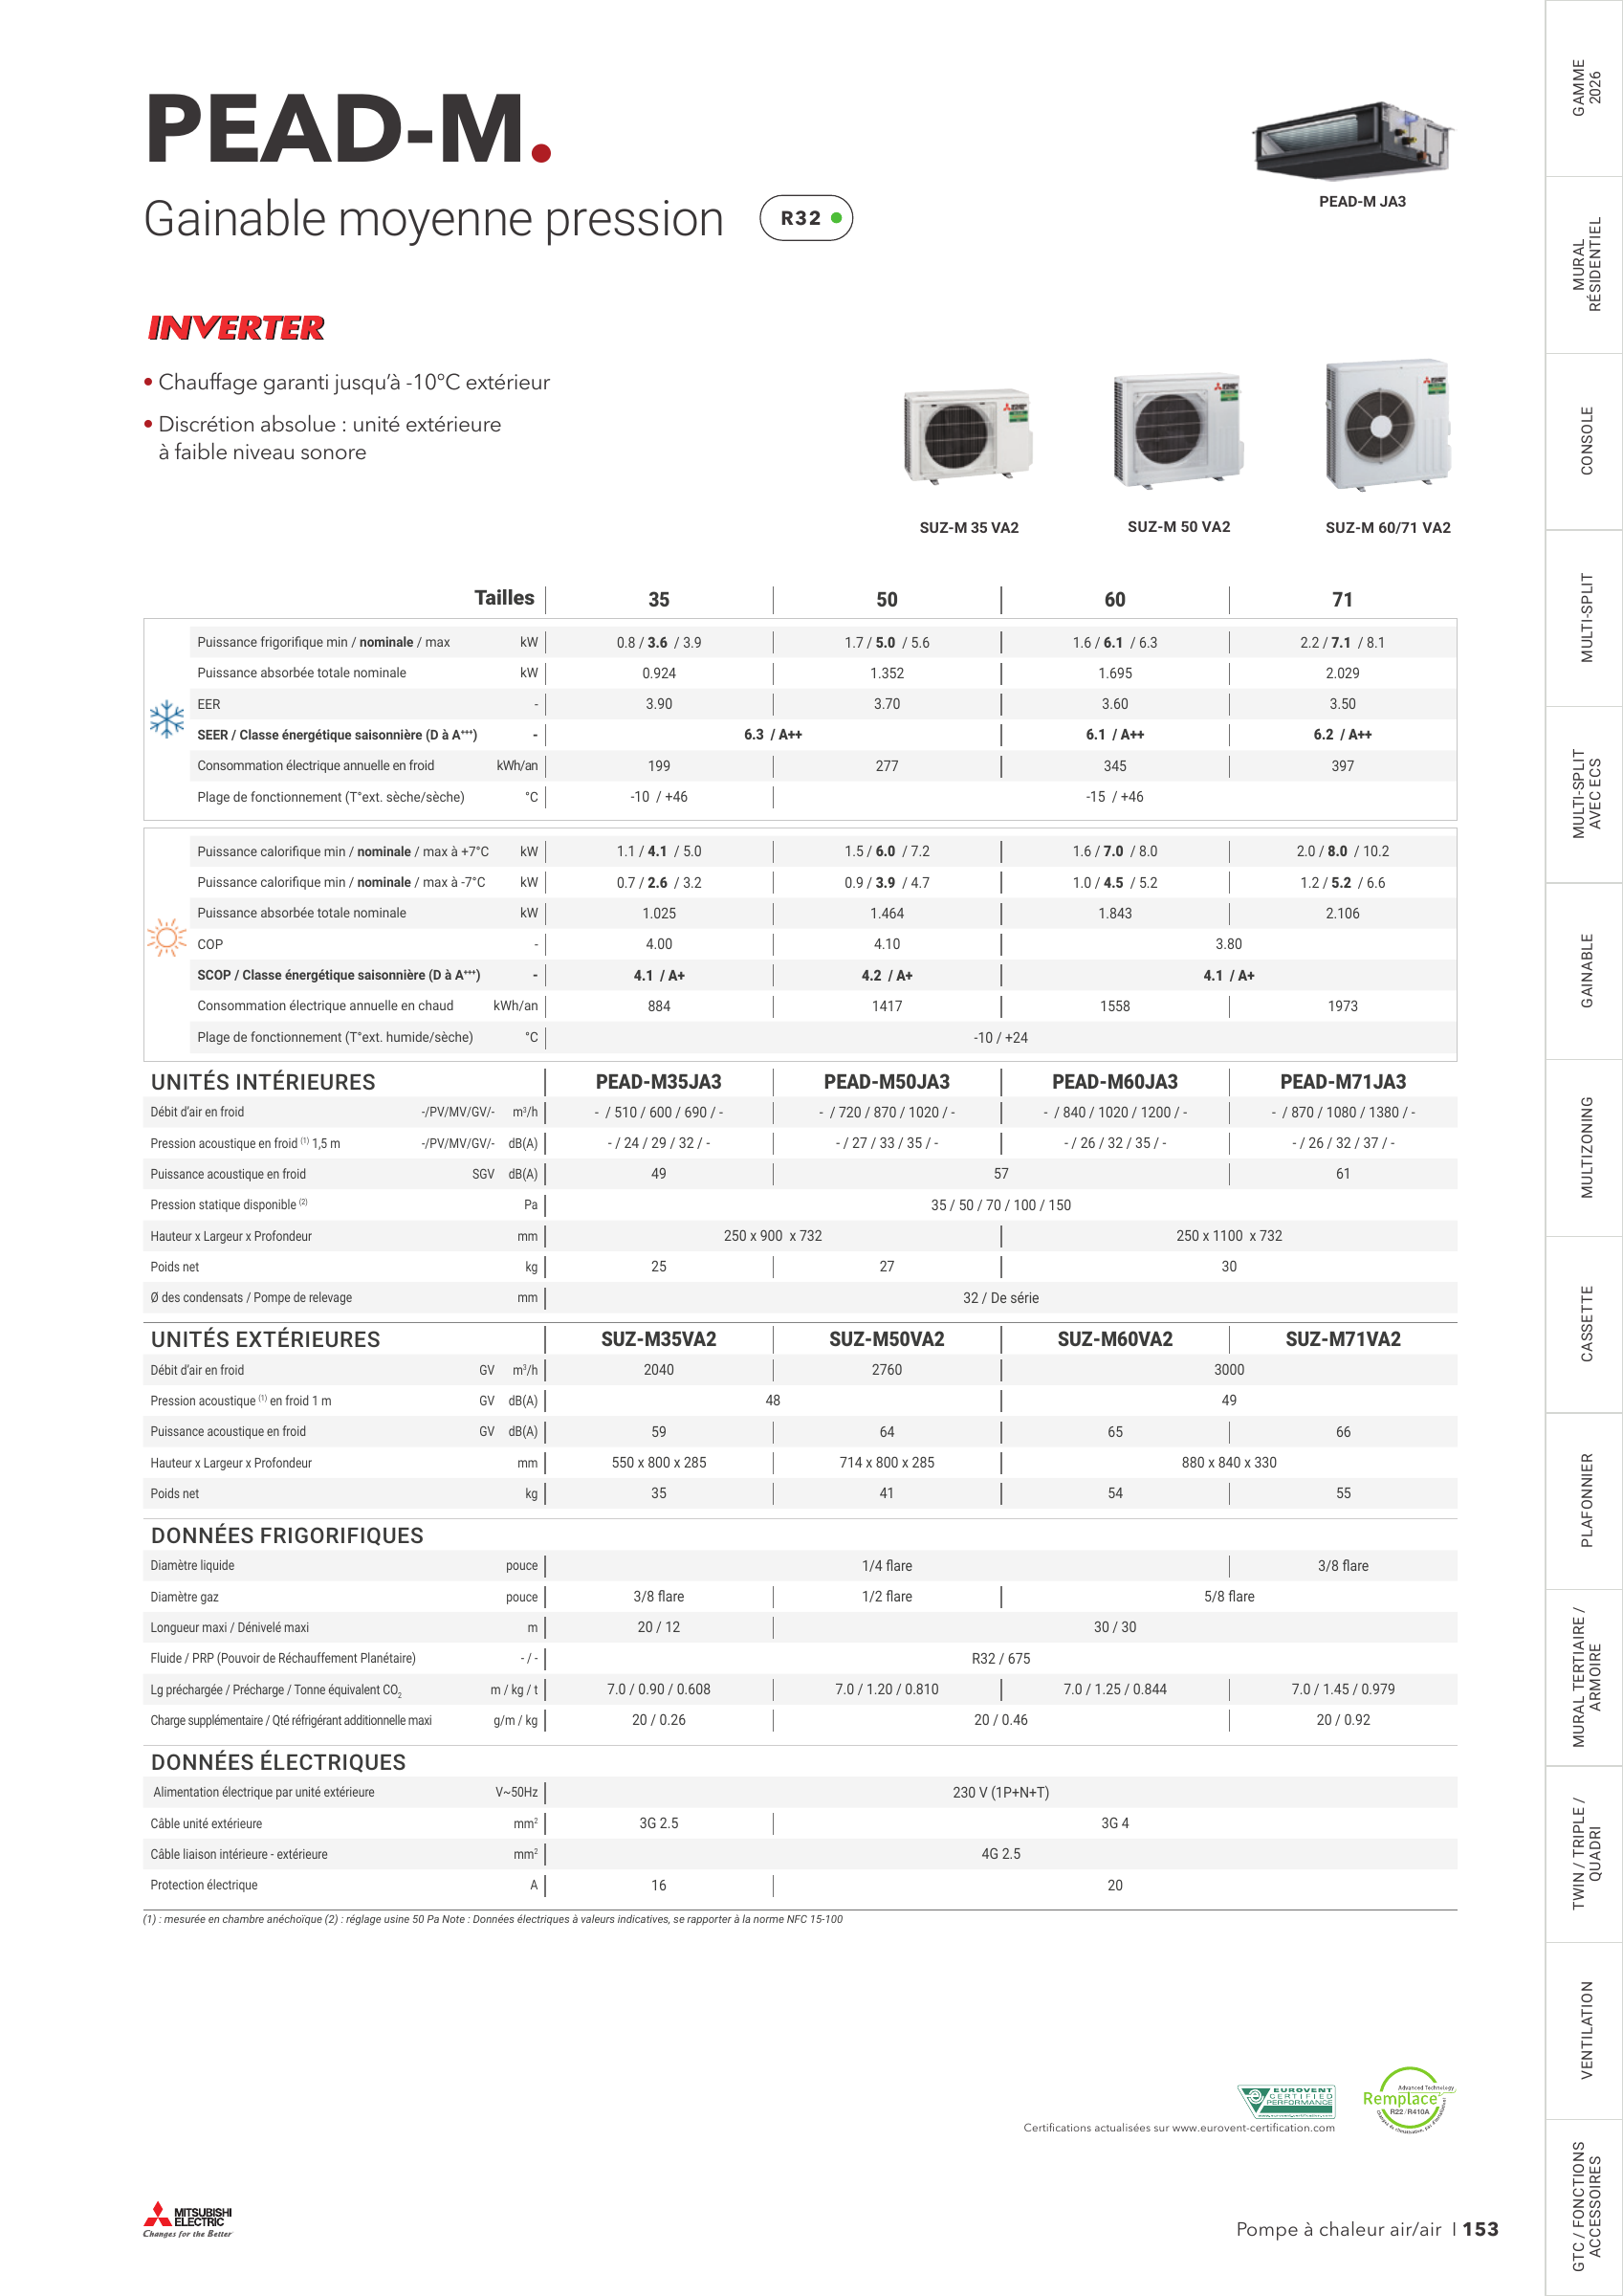 PEAD-M.
Gainable moyenne pression R32
PEAD-M JA3
INVERTER
• Chauffage garanti jusqu’à -10°C extérieur
• Discrétion absolue : unité extérieure
à faible niveau sonore
SUZ-M 35 VA2 SUZ-M 50 VA2 SUZ-M 60/71 VA2
Tailles 35 50 60 71
Puissance frigorifique min / nominale / max kW 0.8 / 3.6 / 3.9 1.7 / 5.0 / 5.6 1.6 / 6.1 / 6.3 2.2 / 7.1 / 8.1
Puissance absorbée totale nominale kW 0.924 1.352 1.695 2.029
EER - 3.90 3.70 3.60 3.50
SEER / Classe énergétique saisonnière (D à A+++) - 6.3 / A++ 6.1 / A++ 6.2 / A++
Consommation électrique annuelle en froid kWh/an 199 277 345 397
Plage de fonctionnement (T°ext. sèche/sèche) °C -10 / +46 -15 / +46
Puissance calorifique min / nominale / max à +7°C kW 1.1 / 4.1 / 5.0 1.5 / 6.0 / 7.2 1.6 / 7.0 / 8.0 2.0 / 8.0 / 10.2
Puissance calorifique min / nominale / max à -7°C kW 0.7 / 2.6 / 3.2 0.9 / 3.9 / 4.7 1.0 / 4.5 / 5.2 1.2 / 5.2 / 6.6
Puissance absorbée totale nominale kW 1.025 1.464 1.843 2.106
COP - 4.00 4.10 3.80
SCOP / Classe énergétique saisonnière (D à A+++) - 4.1 / A+ 4.2 / A+ 4.1 / A+
Consommation électrique annuelle en chaud kWh/an 884 1417 1558 1973
Plage de fonctionnement (T°ext. humide/sèche) °C -10 / +24
UNITÉS INTÉRIEURES PEAD-M35JA3 PEAD-M50JA3 PEAD-M60JA3 PEAD-M71JA3
Débit d’air en froid -/PV/MV/GV/- m³/h - / 510 / 600 / 690 / - - / 720 / 870 / 1020 / - - / 840 / 1020 / 1200 / - - / 870 / 1080 / 1380 / -
Pression acoustique en froid (1) 1,5 m -/PV/MV/GV/- dB(A) - / 24 / 29 / 32 / - - / 27 / 33 / 35 / - - / 26 / 32 / 35 / - - / 26 / 32 / 37 / -
Puissance acoustique en froid SGV dB(A) 49 57 61
Pression statique disponible (2) Pa 35 / 50 / 70 / 100 / 150
Hauteur x Largeur x Profondeur mm 250 x 900 x 732 250 x 1100 x 732
Poids net kg 25 27 30
Ø des condensats / Pompe de relevage mm 32 / De série
UNITÉS EXTÉRIEURES SUZ-M35VA2 SUZ-M50VA2 SUZ-M60VA2 SUZ-M71VA2
Débit d’air en froid GV m³/h 2040 2760 3000
Pression acoustique (1) en froid 1 m GV dB(A) 48 49
Puissance acoustique en froid GV dB(A) 59 64 65 66
Hauteur x Largeur x Profondeur mm 550 x 800 x 285 714 x 800 x 285 880 x 840 x 330
Poids net kg 35 41 54 55
DONNÉES FRIGORIFIQUES
Diamètre liquide pouce 1/4 flare 3/8 flare
Diamètre gaz pouce 3/8 flare 1/2 flare 5/8 flare
Longueur maxi / Dénivelé maxi m 20 / 12 30 / 30
Fluide / PRP (Pouvoir de Réchauffement Planétaire) - / - R32 / 675
Lg préchargée / Précharge / Tonne équivalent CO₂ m / kg / t 7.0 / 0.90 / 0.608 7.0 / 1.20 / 0.810 7.0 / 1.25 / 0.844 7.0 / 1.45 / 0.979
Charge supplémentaire / Qté réfrigérant additionnelle maxi g/m / kg 20 / 0.26 20 / 0.46 20 / 0.92
DONNÉES ÉLECTRIQUES
Alimentation électrique par unité extérieure V~50Hz 230 V (1P+N+T)
Câble unité extérieure mm² 3G 2.5 3G 4
Câble liaison intérieure - extérieure mm² 4G 2.5
Protection électrique A 16 20
(1) : mesurée en chambre anéchoïque (2) : réglage usine 50 Pa Note : Données électriques à valeurs indicatives, se rapporter à la norme NFC 15-100
EUROVENT
CERTIFIED
PERFORMANCE
Certifications actualisées sur www.eurovent-certification.com
Advanced Technology
Remplace
R22/R410A
MITSUBISHI
ELECTRIC
Changes for the Better
Pompe à chaleur air/air I 153
GAMME
2026
MURAL
RÉSIDENTIEL
CONSOLE
MULTI-SPLIT
MULTI-SPLIT
AVEC ECS
GAINABLE
MULTIZONING
CASSETTE
PLAFONNIER
MURAL TERTIAIRE /
ARMOIRE
TWIN / TRIPLE /
QUADRI
VENTILATION
GTC / FONCTIONS
ACCESSOIRES